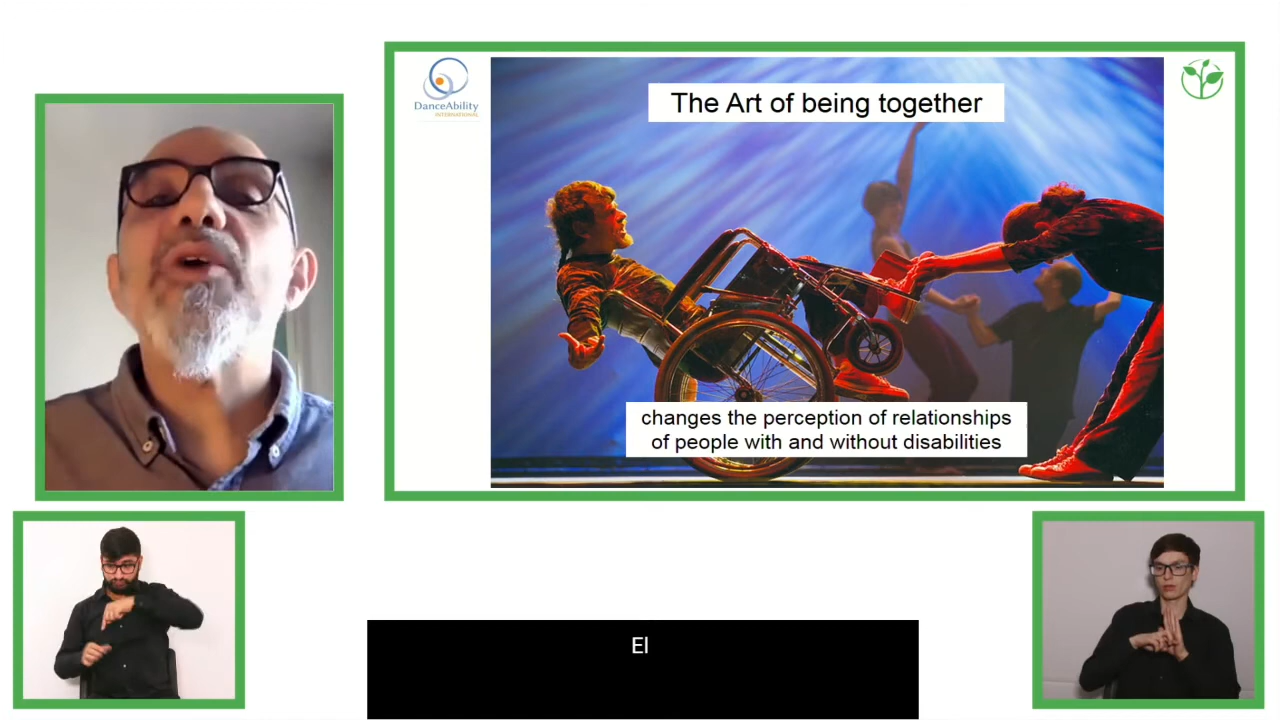 DanceAbility
INTERNATIONAL
The Art of being together
changes the perception of relationships
of people with and without disabilities
El